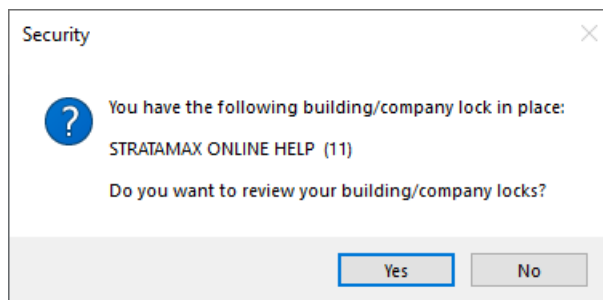 Security
You have the following building/company lock in place:
STRATAMAX ONLINE HELP (11)
Do you want to review your building/company locks?
Yes
No